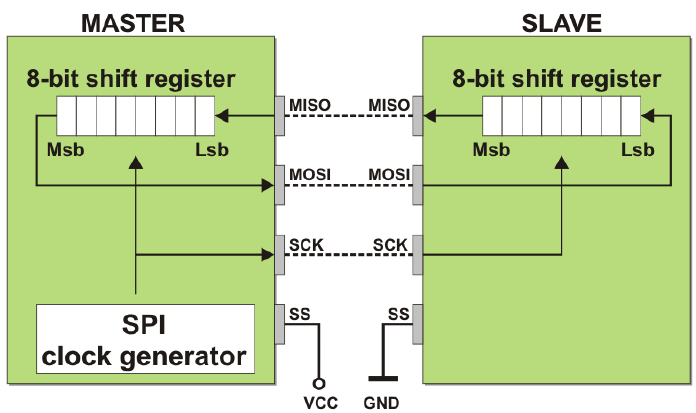 MASTER
SLAVE
8-bit shift register
8-bit shift register
MISO
MISO
Msb
Lsb
Msb
Lsb
MOSI
MOSI
SCK
SCK
SS
SS
SPI
clock generator
VCC
GND